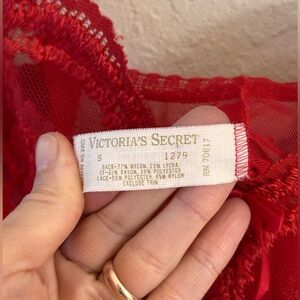 VICTORIA'S SECRET
S 1279
BACK-77% NYLON, 23% LYCRA
CF-61% RAYON, 39% POLYESTER
LACE-55% POLYESTER, 45% NYLON
EXCLUDE TRIM
RN 70817